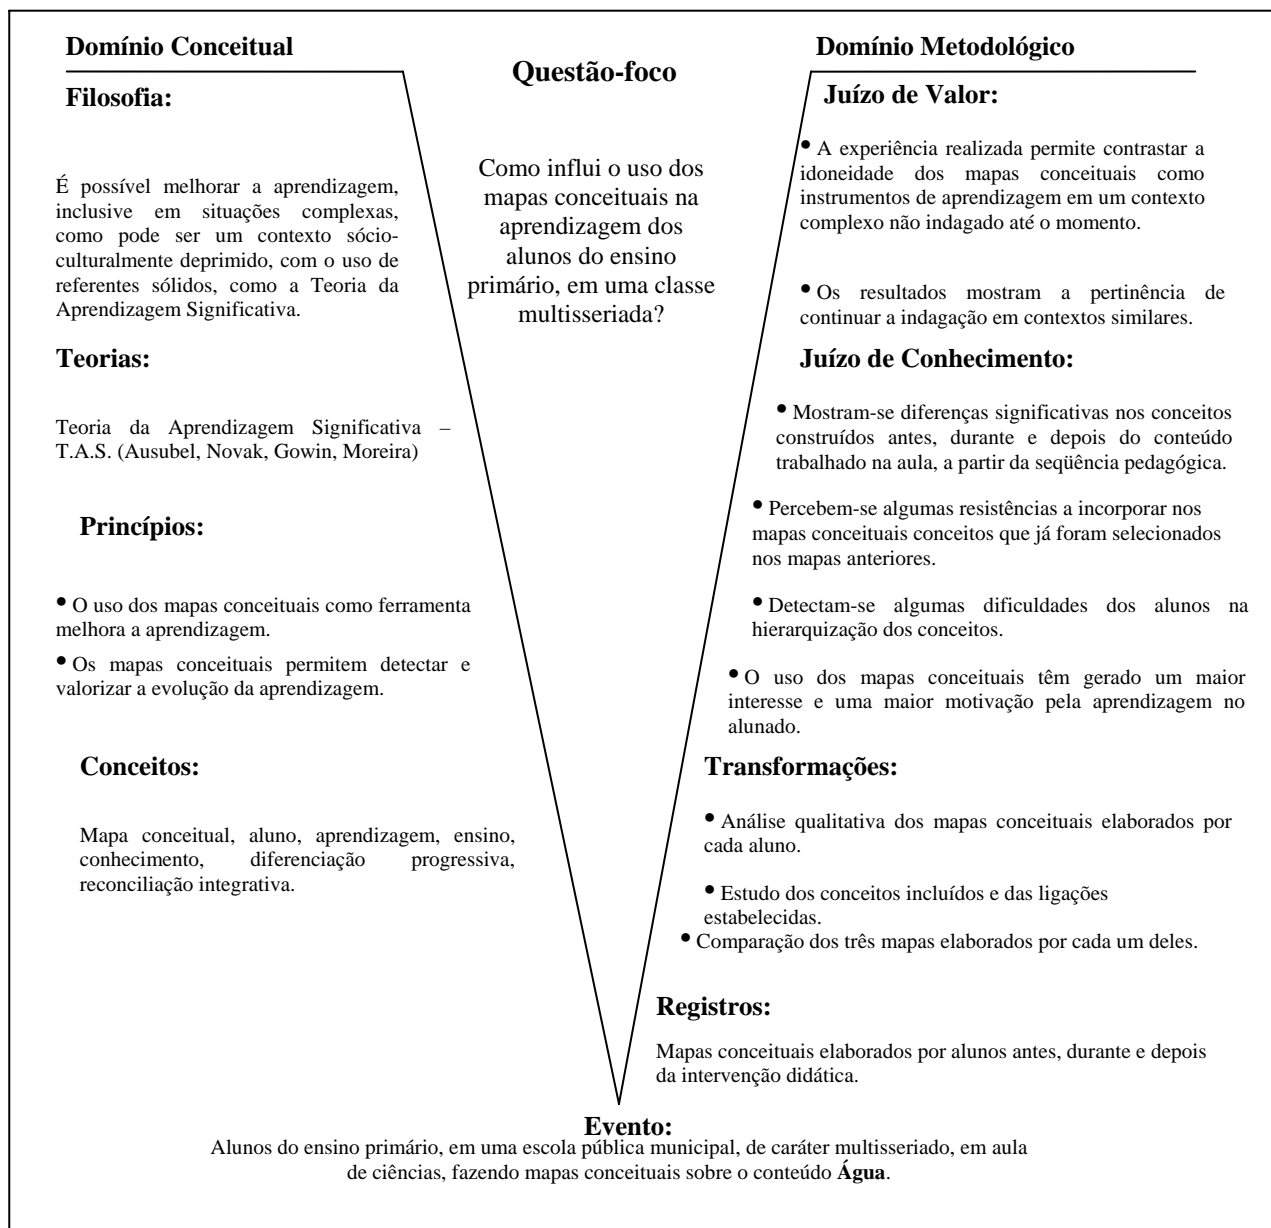 Domínio Conceitual
Filosofia:
É possível melhorar a aprendizagem,
inclusive em situações complexas,
como pode ser um contexto sócio-
culturalmente deprimido, com o uso de
referentes sólidos, como a Teoria da
Aprendizagem Significativa.
Teorias:
Teoria da Aprendizagem Significativa –
T.A.S. (Ausubel, Novak, Gowin, Moreira)
Princípios:
• O uso dos mapas conceituais como ferramenta
melhora a aprendizagem.
• Os mapas conceituais permitem detectar e
valorizar a evolução da aprendizagem.
Conceitos:
Mapa conceitual, aluno, aprendizagem, ensino,
conhecimento, diferenciação progressiva,
reconciliação integrativa.
Questão-foco
Como influi o uso dos
mapas conceituais na
aprendizagem dos
alunos do ensino
primário, em uma classe
multisseriada?
Domínio Metodológico
Juízo de Valor:
• A experiência realizada permite contrastar a
idoneidade dos mapas conceituais como
instrumentos de aprendizagem em um contexto
complexo não indagado até o momento.
• Os resultados mostram a pertinência de
continuar a indagação em contextos similares.
Juízo de Conhecimento:
• Mostram-se diferenças significativas nos conceitos
construídos antes, durante e depois do conteúdo
trabalhado na aula, a partir da seqüência pedagógica.
• Percebem-se algumas resistências a incorporar nos
mapas conceituais conceitos que já foram selecionados
nos mapas anteriores.
• Detectam-se algumas dificuldades dos alunos na
hierarquização dos conceitos.
• O uso dos mapas conceituais têm gerado um maior
interesse e uma maior motivação pela aprendizagem no
alunado.
Transformações:
• Análise qualitativa dos mapas conceituais elaborados por
cada aluno.
• Estudo dos conceitos incluídos e das ligações
estabelecidas.
• Comparação dos três mapas elaborados por cada um deles.
Registros:
Mapas conceituais elaborados por alunos antes, durante e depois
da intervenção didática.
Evento:
Alunos do ensino primário, em uma escola pública municipal, de caráter multisseriado, em aula
de ciências, fazendo mapas conceituais sobre o conteúdo Água.